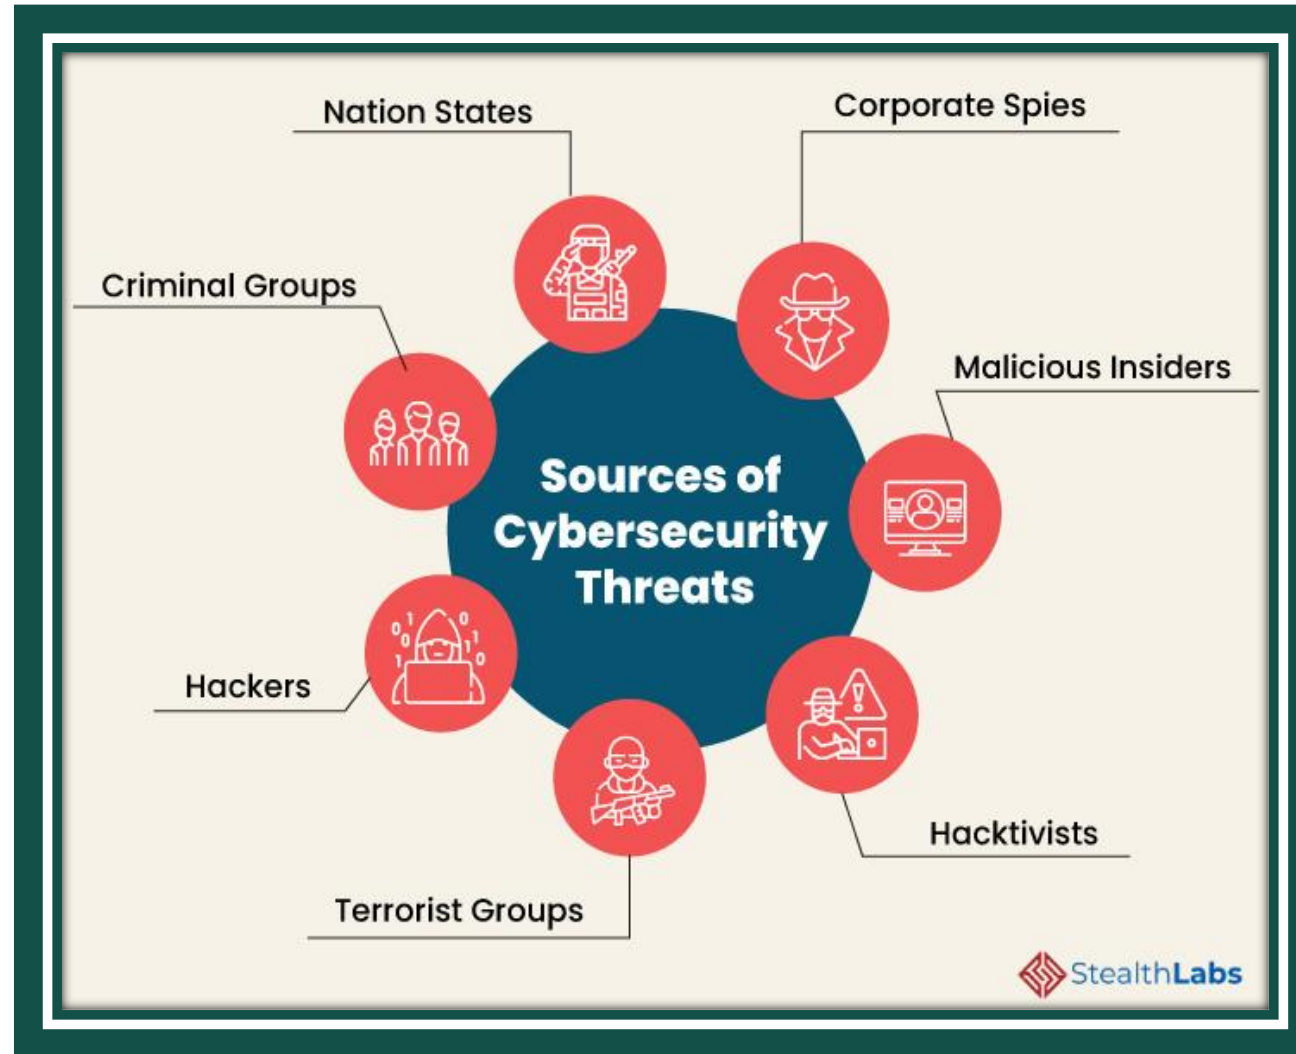 Nation States
Corporate Spies
Criminal Groups
Malicious Insiders
Sources of
Cybersecurity
Threats
Hackers
Hacktivists
Terrorist Groups
StealthLabs